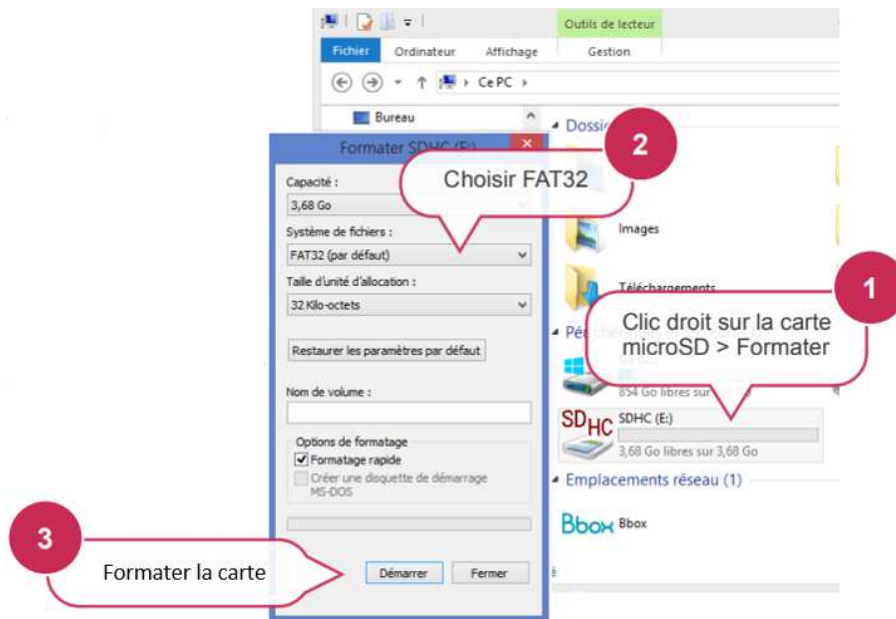 Outils de lecteur
Fichier Ordinateur Affichage Gestion
Ce PC
Bureau
Formater SDHC (E:)
Capacité :
3,68 Go
Système de fichiers :
FAT32 (par défaut)
Taille d'unité d'allocation :
32 Kilo-octets
Restaurer les paramètres par défaut
Nom de volume :
Options de formatage
Formatage rapide
Créer une disquette de démarrage
MS-DOS
Démarrer Fermer
2
Choisir FAT32
Images
Téléchargements
1
Clic droit sur la carte
microSD > Formater
854 Go libres sur
SDHC
SDHC (E:)
3,68 Go libres sur 3,68 Go
Emplacements réseau (1)
Bbox Bbox
3
Formater la carte